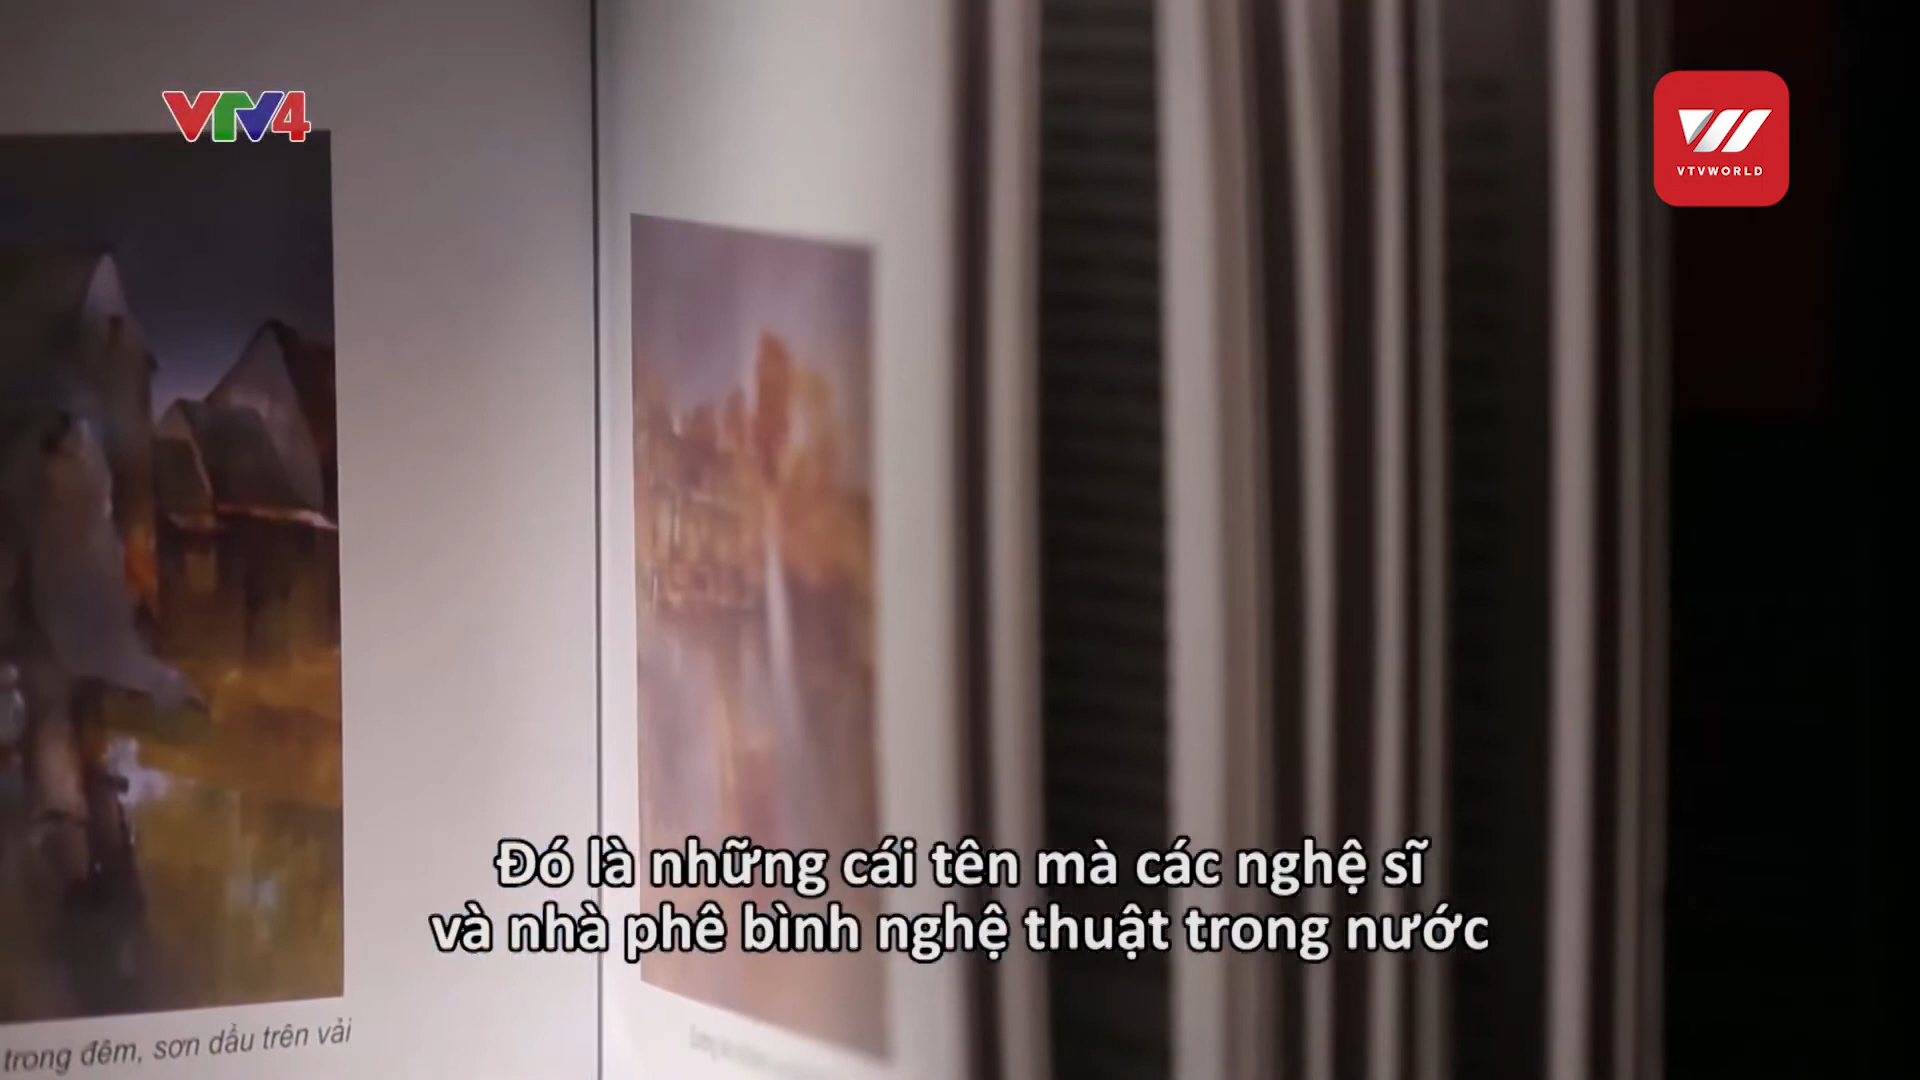 VTV4
VTVWORLD
Đó là những cái tên mà các nghệ sĩ
và nhà phê bình nghệ thuật trong nước
trong đêm, sơn dầu trên vải